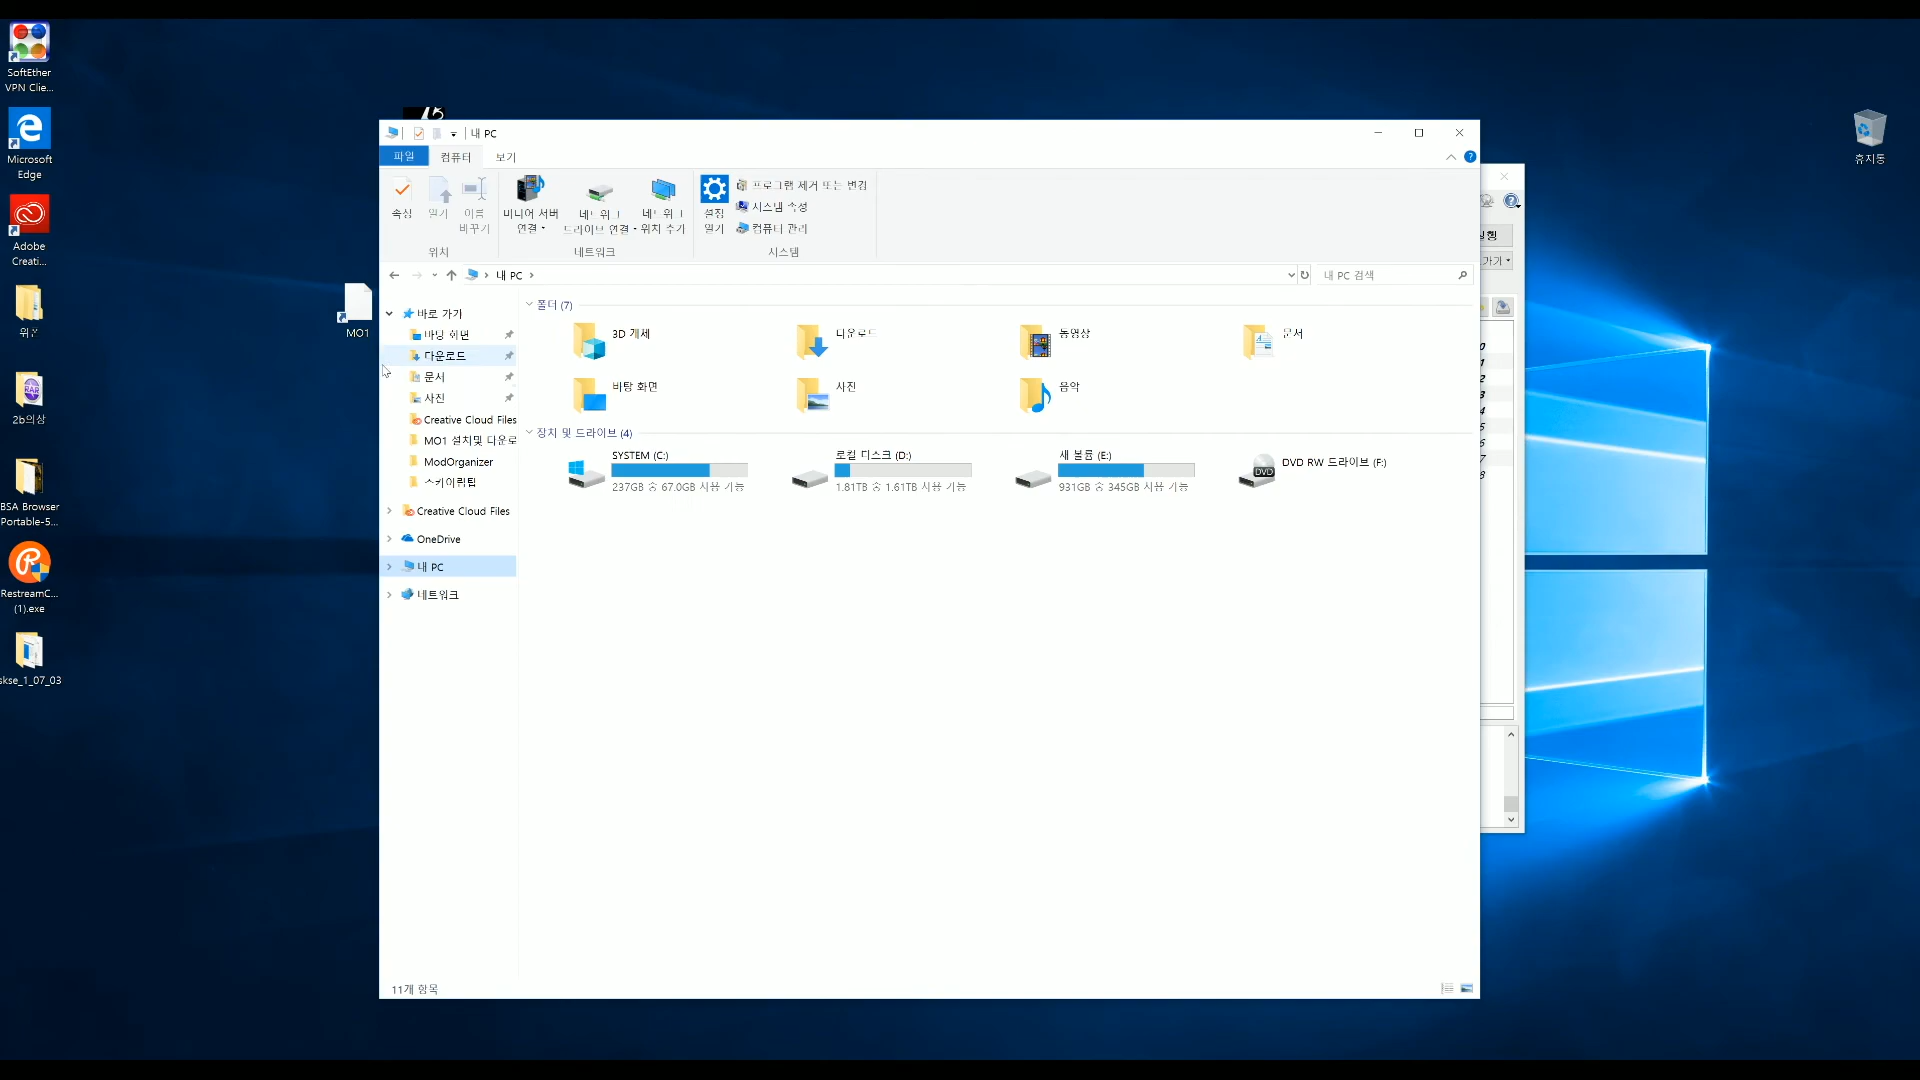 SoftEther
VPN Clie...
Microsoft
Edge
Adobe
Creati...
위폰
2b의상
BSA Browser
Portable-5...
RestreamC...
(1).exe
skse_1_07_03
MO1
휴지통
내 PC
파일
컴퓨터
보기
속성
열기
이름
바꾸기
위치
미디어 서버
연결
네트워크
드라이브 연결
네트워크
위치 추가
네트워크
설정
열기
프로그램 제거 또는 변경
시스템 속성
컴퓨터 관리
시스템
내 PC
내 PC 검색
바로 가기
바탕 화면
다운로드
문서
사진
Creative Cloud Files
MO1 설치및 다운로
ModOrganizer
스카이림팁
Creative Cloud Files
OneDrive
내 PC
네트워크
폴더 (7)
3D 개체
다운로드
동영상
문서
바탕 화면
사진
음악
장치 및 드라이브 (4)
SYSTEM (C:)
237GB 중 67.0GB 사용 가능
로컬 디스크 (D:)
1.81TB 중 1.61TB 사용 가능
새 볼륨 (E:)
931GB 중 345GB 사용 가능
DVD RW 드라이브 (F:)
DVD
11개 항목